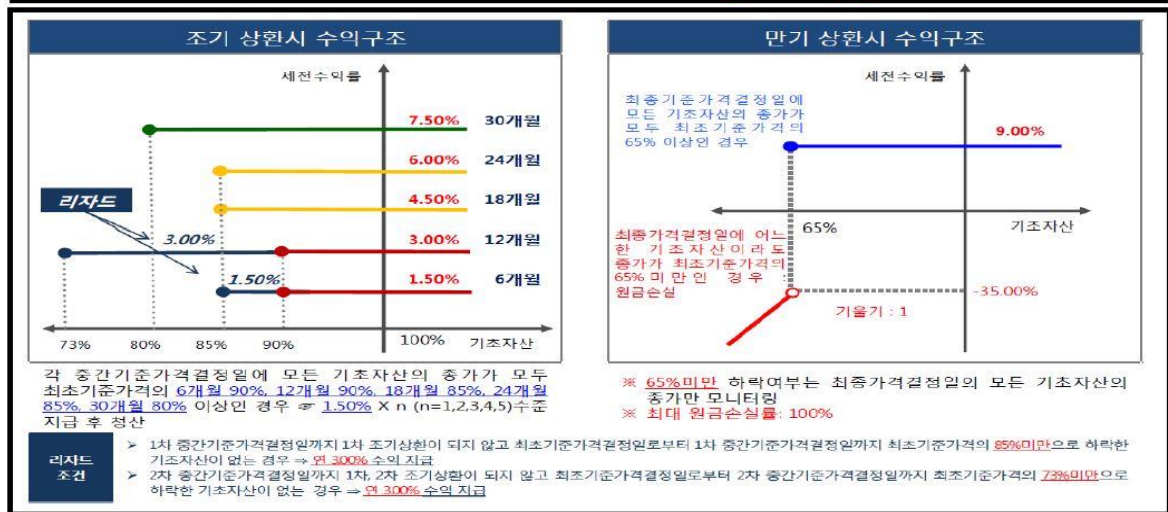 조기 상환시 수익구조
세전수익률
7.50% 30개월
6.00% 24개월
4.50% 18개월
리자드
3.00% 3.00% 12개월
1.50% 1.50% 6개월
73% 80% 85% 90% 100% 기초자산
각 중간기준가격결정일에 모든 기초자산의 종가가 모두
최초기준가격의 6개월 90%, 12개월 90%, 18개월 85%, 24개월
85%, 30개월 80% 이상인 경우 ☞ 1.50% X n (n=1,2,3,4,5)수준
지급 후 청산
만기 상환시 수익구조
세전수익률
최종기준가격결정일에
모든 기초자산의 종가가
모두 최초기준가격의
65% 이상인 경우
9.00%
65%
기초자산
최종가격결정일에 어느
한 기초자산이라도
종가가 최초기준가격의
65%미만인 경우 :
원금손실
-35.00%
기울기 : 1
※ 65%미만 하락여부는 최종가격결정일의 모든 기초자산의
종가만 모니터링
※ 최대 원금손실률: 100%
리자드
조건
➢ 1차 중간기준가격결정일까지 1차 조기상환이 되지 않고 최초기준가격결정일로부터 1차 중간기준가격결정일까지 최초기준가격의 85%미만으로 하락한
기초자산이 없는 경우 ⇒ 연 3.00% 수익 지급
➢ 2차 중간기준가격결정일까지 1차, 2차 조기상환이 되지 않고 최초기준가격결정일로부터 2차 중간기준가격결정일까지 최초기준가격의 73%미만으로
하락한 기초자산이 없는 경우 ⇒ 연 3.00% 수익 지급